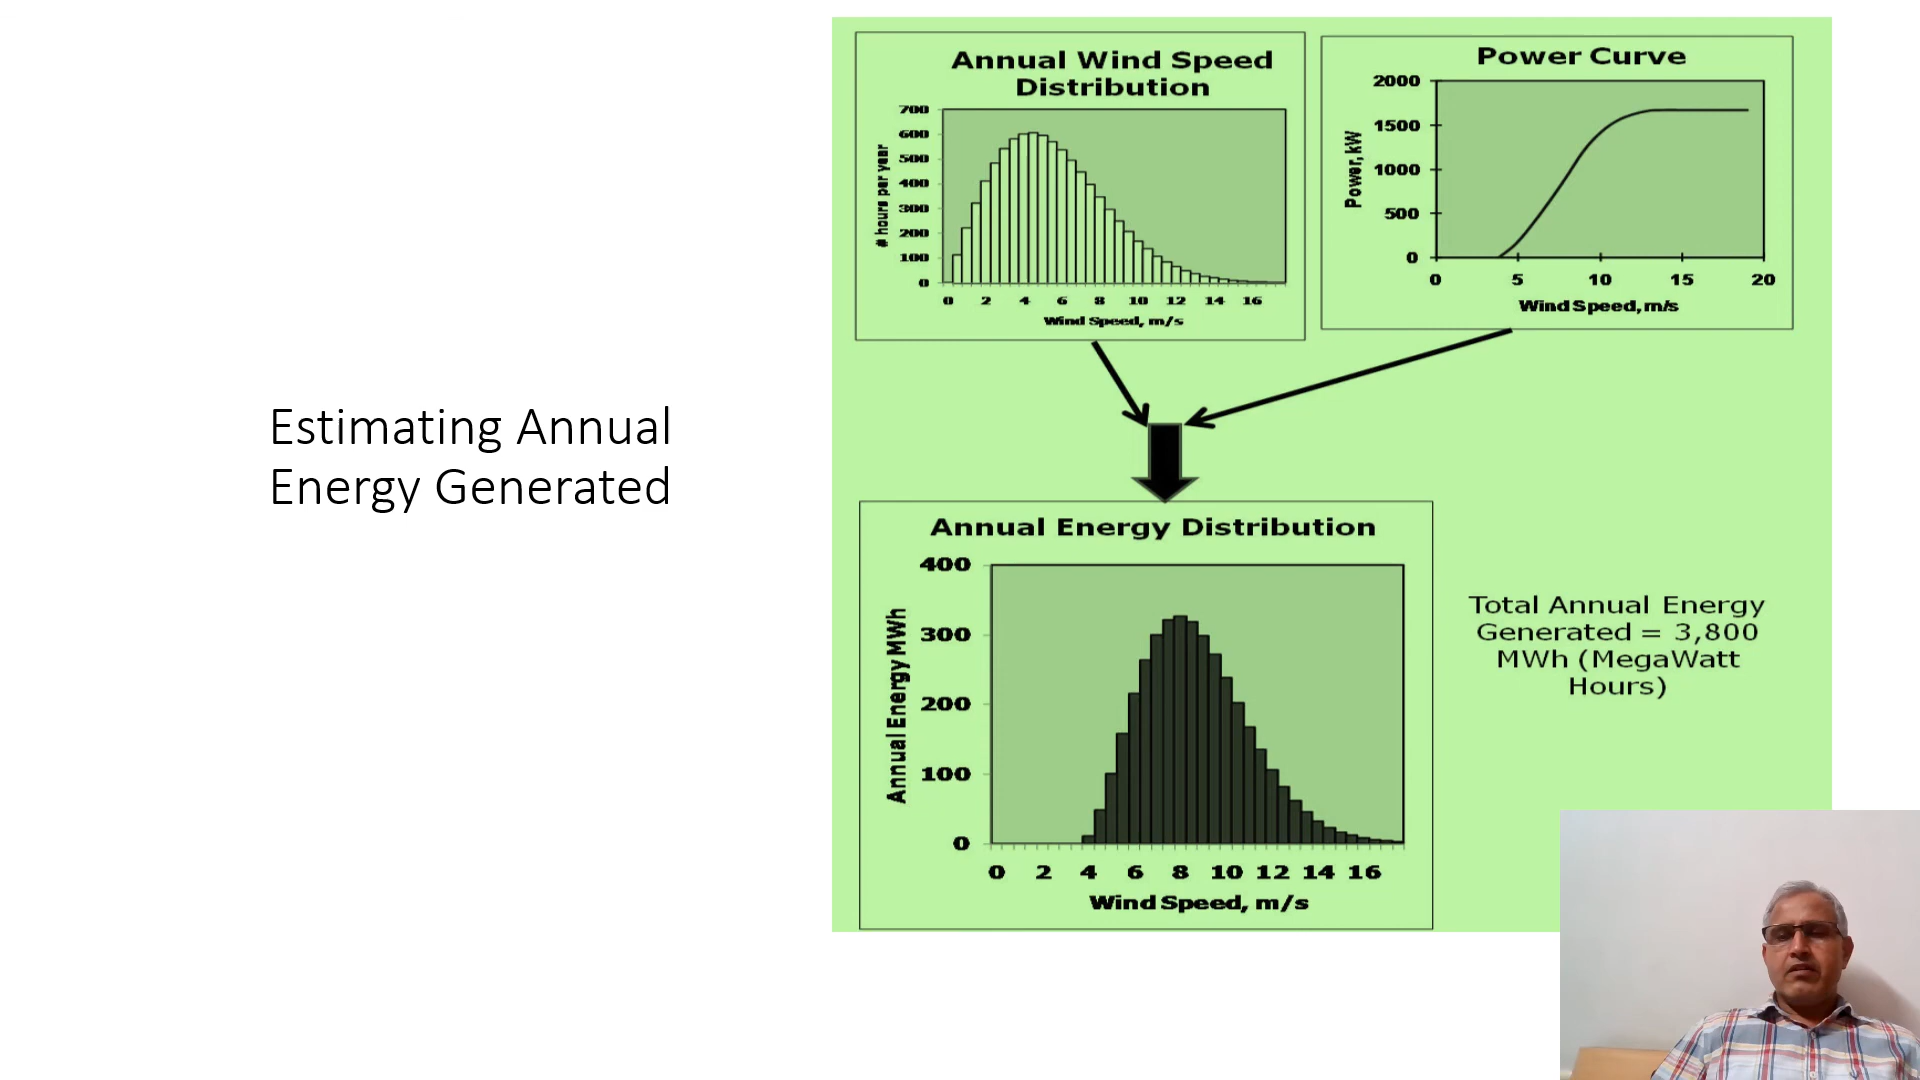 Estimating Annual
Energy Generated
Annual Wind Speed
Distribution
# hours per year
700
600
500
400
300
200
100
0
0 2 4 6 8 10 12 14 16
Wind Speed, m/s
Power Curve
Power, kW
2000
1500
1000
500
0
0 5 10 15 20
Wind Speed, m/s
Annual Energy Distribution
Annual Energy MWh
400
300
200
100
0
0 2 4 6 8 10 12 14 16
Wind Speed, m/s
Total Annual Energy
Generated = 3,800
MWh (MegaWatt
Hours)